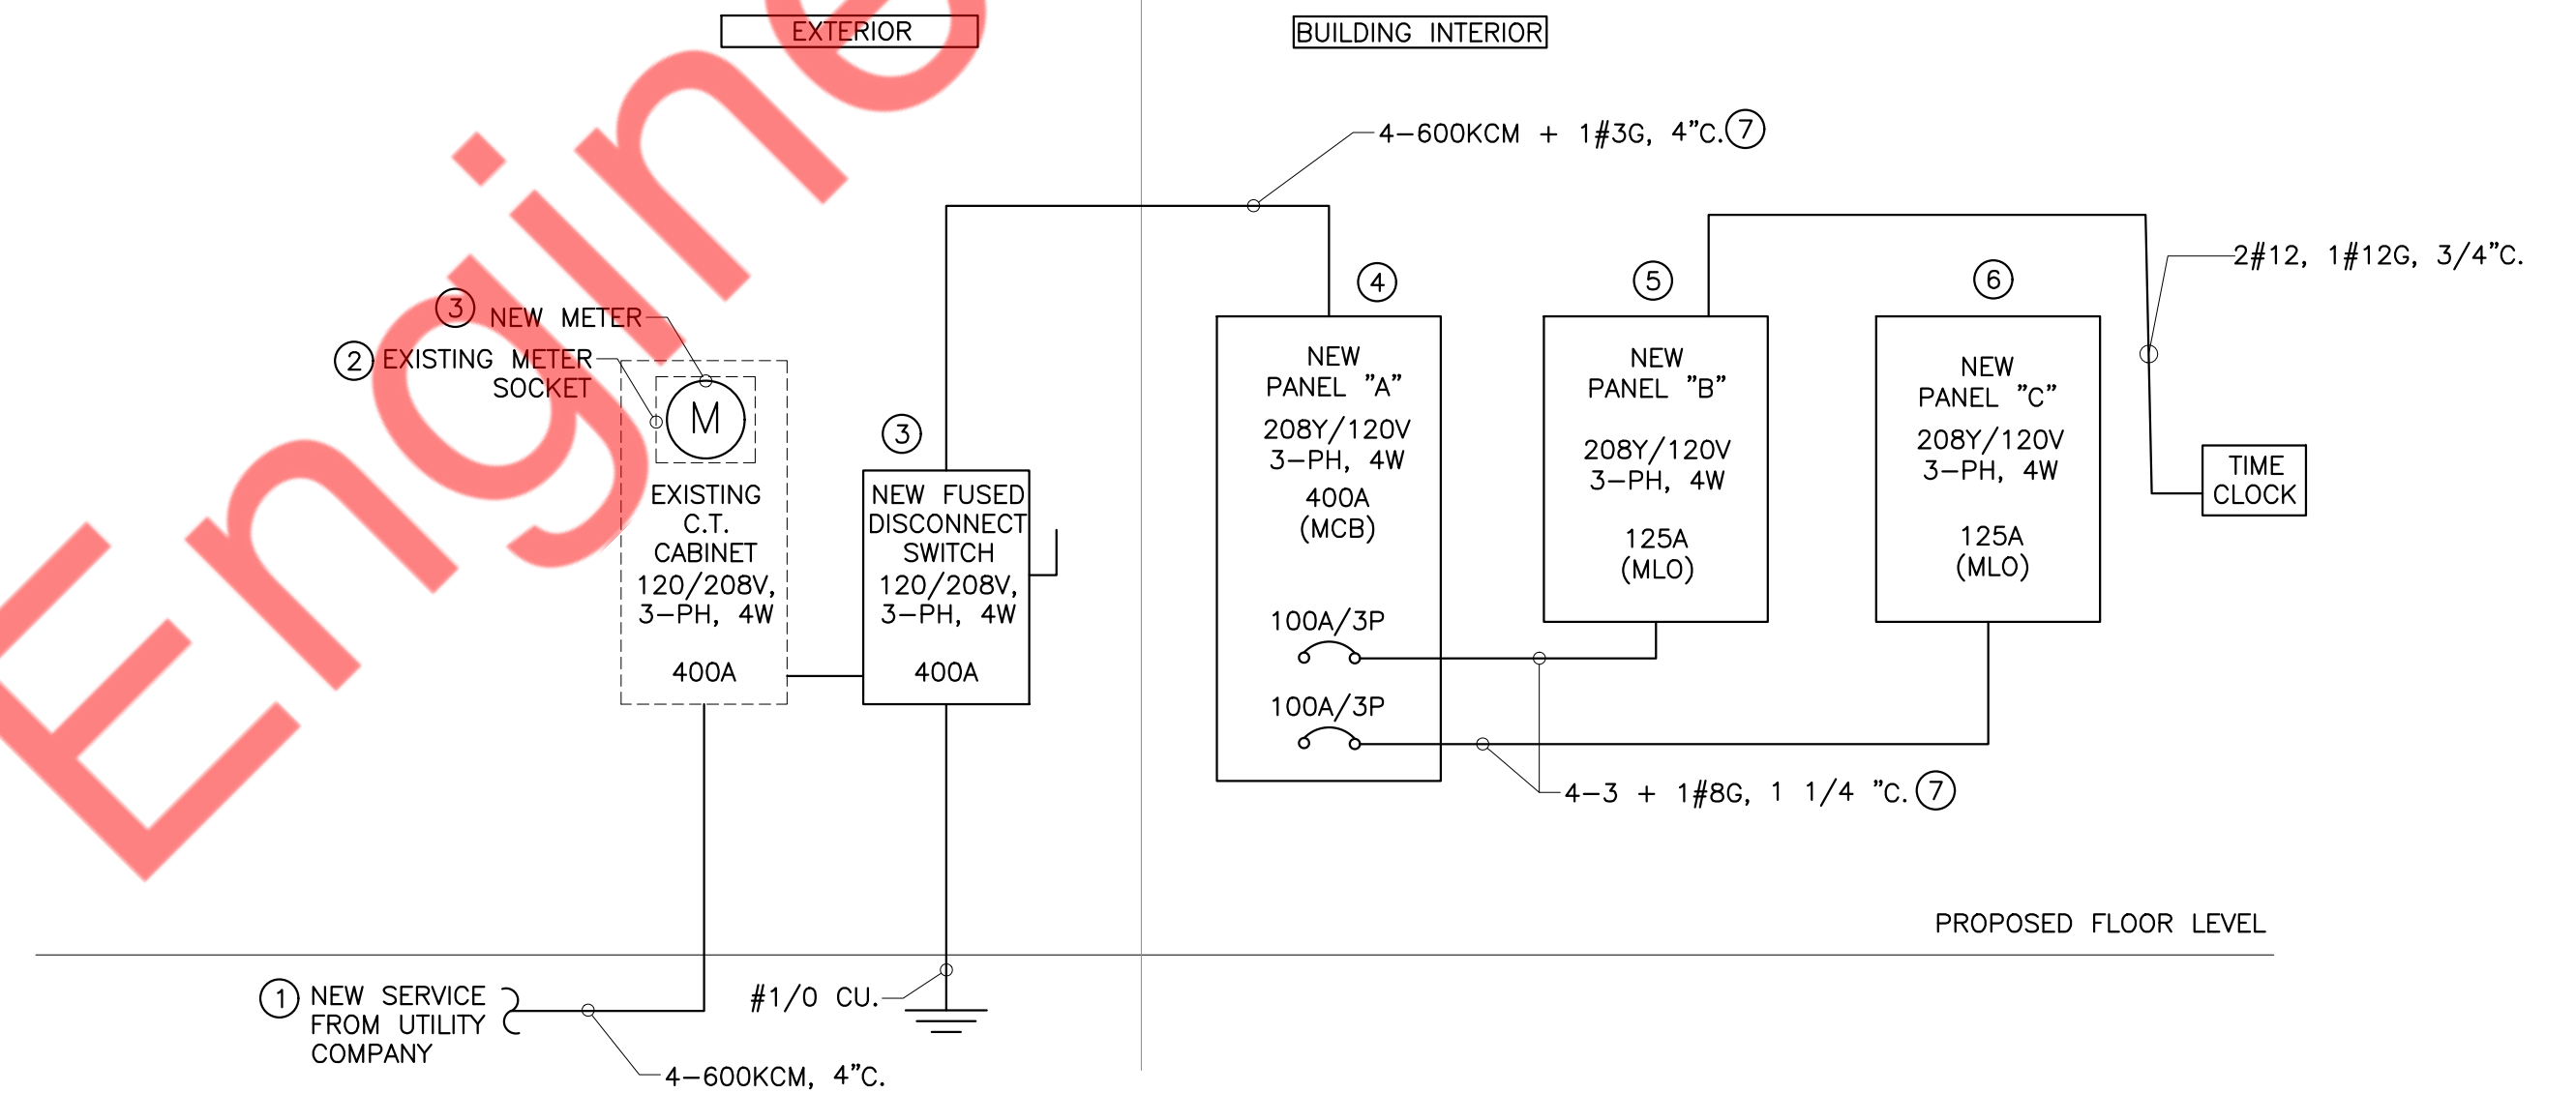 EXTERIOR
BUILDING INTERIOR
4-600KCM + 1#3G, 4"C. 7
2#12, 1#12G, 3/4"C.
3 NEW METER
2 EXISTING METER
SOCKET
M
EXISTING
C.T.
CABINET
120/208V,
3-PH, 4W
400A
3
NEW FUSED
DISCONNECT
SWITCH
120/208V,
3-PH, 4W
400A
4
NEW
PANEL "A"
208Y/120V
3-PH, 4W
400A
(MCB)
100A/3P
100A/3P
5
NEW
PANEL "B"
208Y/120V
3-PH, 4W
125A
(MLO)
6
NEW
PANEL "C"
208Y/120V
3-PH, 4W
125A
(MLO)
TIME
CLOCK
4-3 + 1#8G, 1 1/4 "C. 7
PROPOSED FLOOR LEVEL
1 NEW SERVICE
FROM UTILITY
COMPANY
#1/0 CU.
4-600KCM, 4"C.
Engine